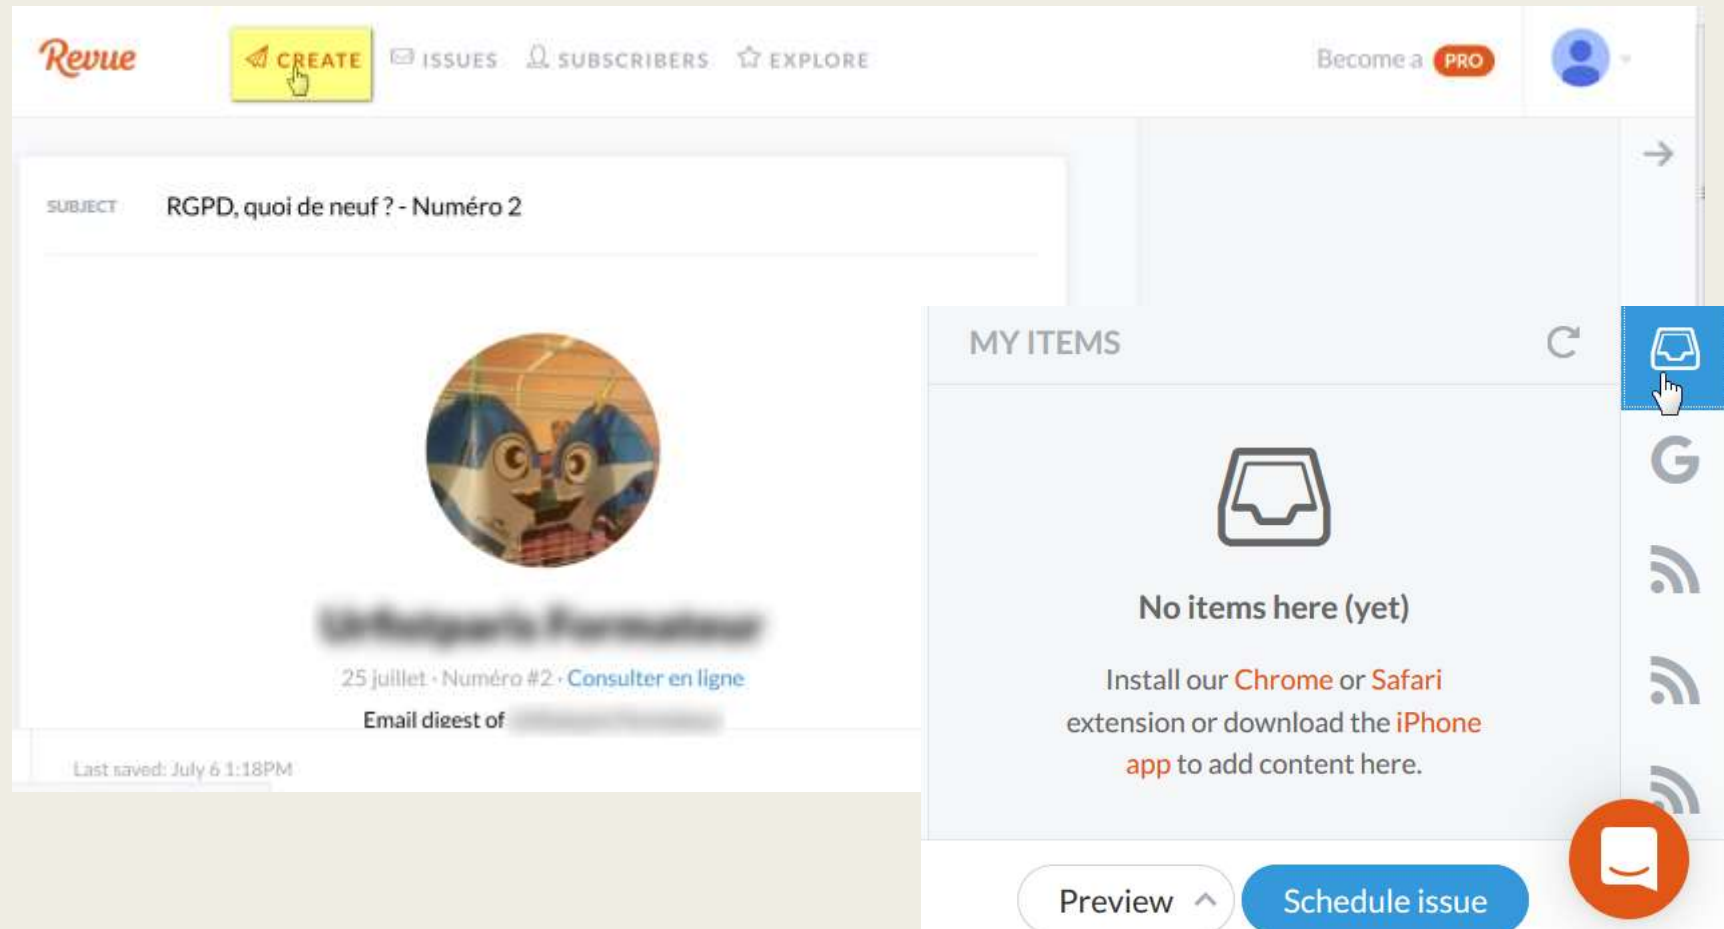 Revue
CREATE
ISSUES
SUBSCRIBERS
EXPLORE
Become a PRO
SUBJECT
RGPD, quoi de neuf ? - Numéro 2
25 juillet · Numéro #2 · Consulter en ligne
Email digest of
Last saved: July 6 1:18PM
MY ITEMS
No items here (yet)
Install our Chrome or Safari
extension or download the iPhone
app to add content here.
Preview
Schedule issue